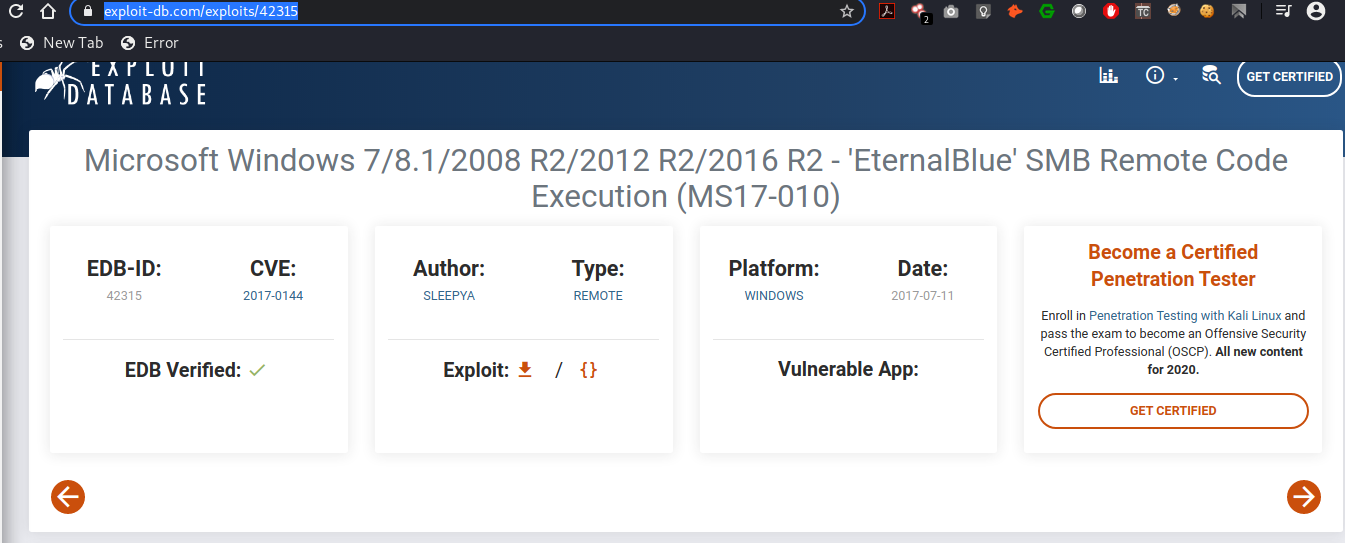 exploit-db.com/exploits/42315
2
TC
New Tab
Error
EXPLOIT
DATABASE
GET CERTIFIED
Microsoft Windows 7/8.1/2008 R2/2012 R2/2016 R2 - 'EternalBlue' SMB Remote Code
Execution (MS17-010)
EDB-ID:
42315
CVE:
2017-0144
EDB Verified:
Author:
SLEEPYA
Type:
REMOTE
Exploit: / {}
Platform:
WINDOWS
Date:
2017-07-11
Vulnerable App:
Become a Certified
Penetration Tester
Enroll in Penetration Testing with Kali Linux and
pass the exam to become an Offensive Security
Certified Professional (OSCP). All new content
for 2020.
GET CERTIFIED